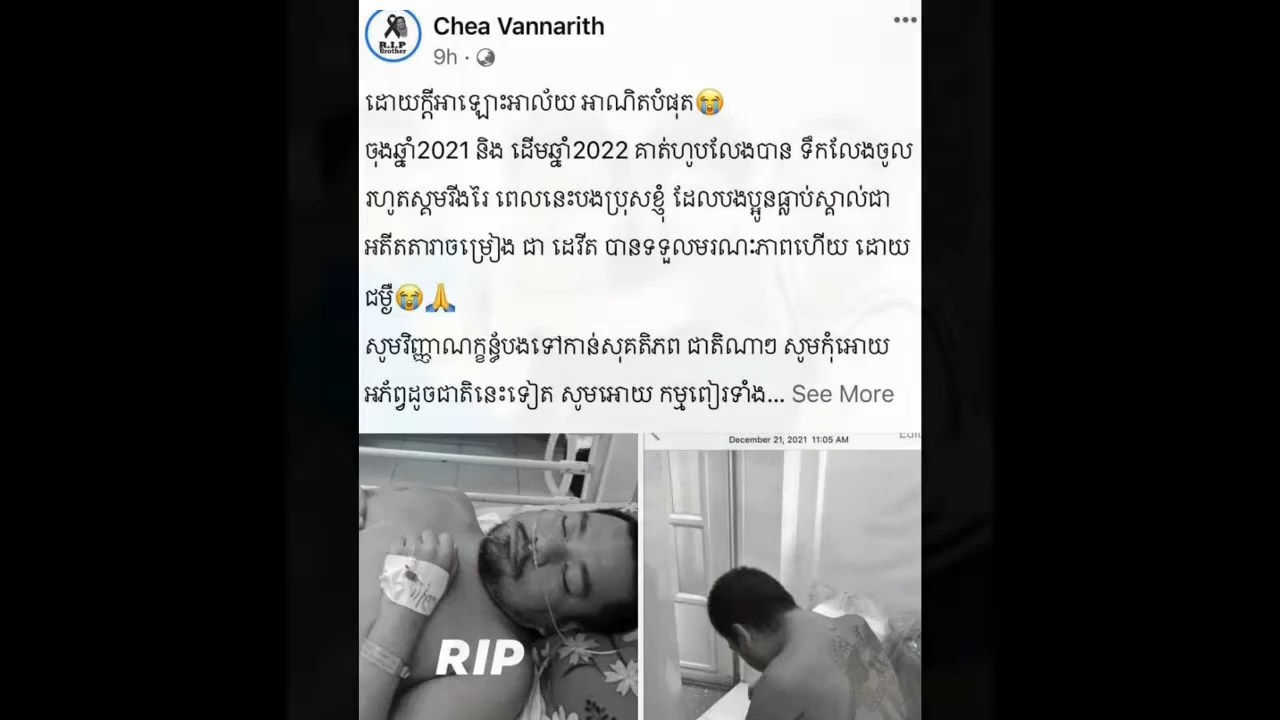 R.I.P
Brother
Chea Vannarith
9h ·
ដោយក្ដីអាឡោះអាល័យ អាណិតបំផុត😭
ចុងឆ្នាំ2021 និង ដើមឆ្នាំ2022 គាត់ហូបលែងបាន ទឹកលែងចូល
រហូតស្គមរីងរៃ ពេលនេះបងប្រុសខ្ញុំ ដែលបងប្អូនធ្លាប់ស្គាល់ជា
អតីតតារាចម្រៀង ជា ដេវីត បានទទួលមរណ:ភាពហើយ ដោយ
ជម្ងឺ😭🙏
សូមវិញ្ញាណក្ខន្ធ័បងទៅកាន់សុគតិភព ជាតិណាៗ សូមកុំអោយ
អភ័ព្វដូចជាតិនេះទៀត សូមអោយ កម្មពៀរទាំង... See More
December 21, 2021 11:05 AM
Edit
RIP